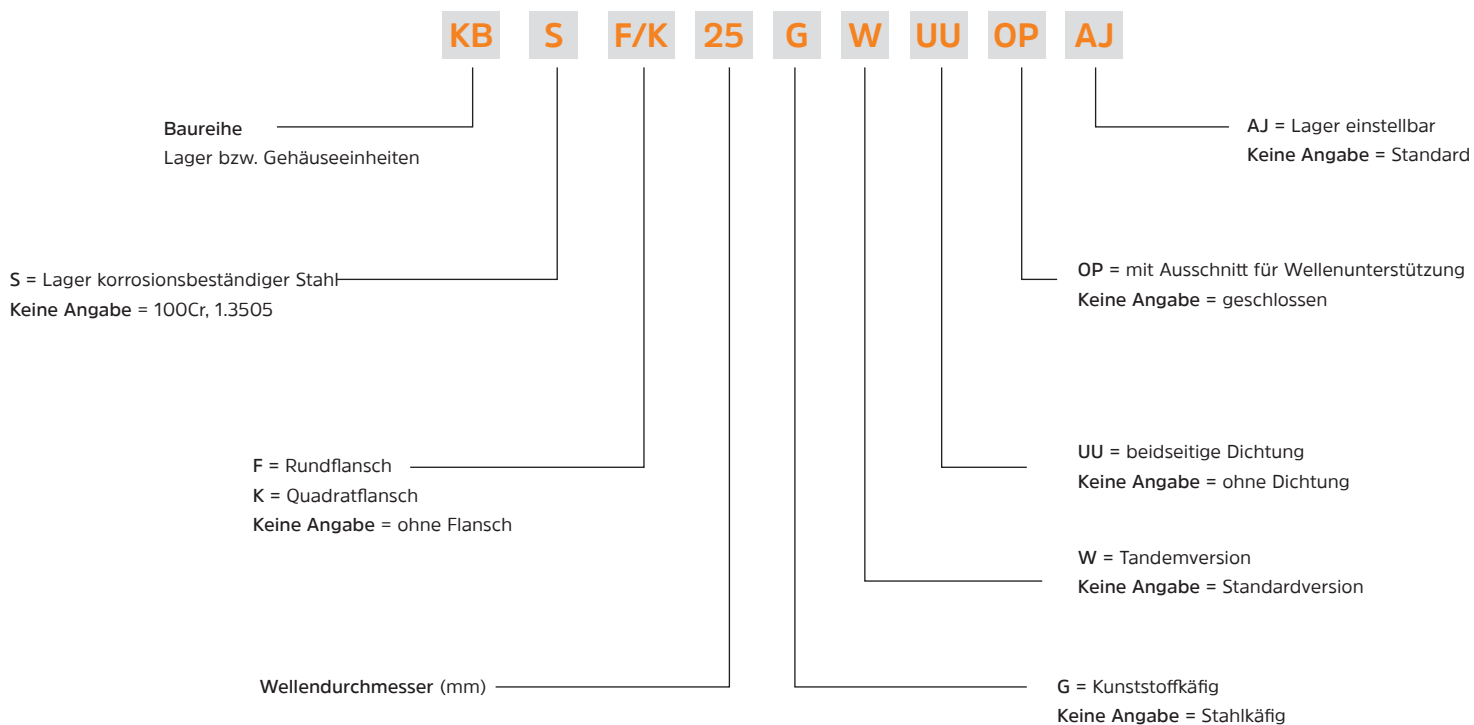 KB S F/K 25 G W UU OP AJ
Baureihe
Lager bzw. Gehäuseeinheiten
AJ = Lager einstellbar
Keine Angabe = Standard
S = Lager korrosionsbeständiger Stahl
Keine Angabe = 100Cr, 1.3505
OP = mit Ausschnitt für Wellenunterstützung
Keine Angabe = geschlossen
F = Rundflansch
K = Quadratflansch
Keine Angabe = ohne Flansch
UU = beidseitige Dichtung
Keine Angabe = ohne Dichtung
W = Tandemversion
Keine Angabe = Standardversion
Wellendurchmesser (mm)
G = Kunststoffkäfig
Keine Angabe = Stahlkäfig